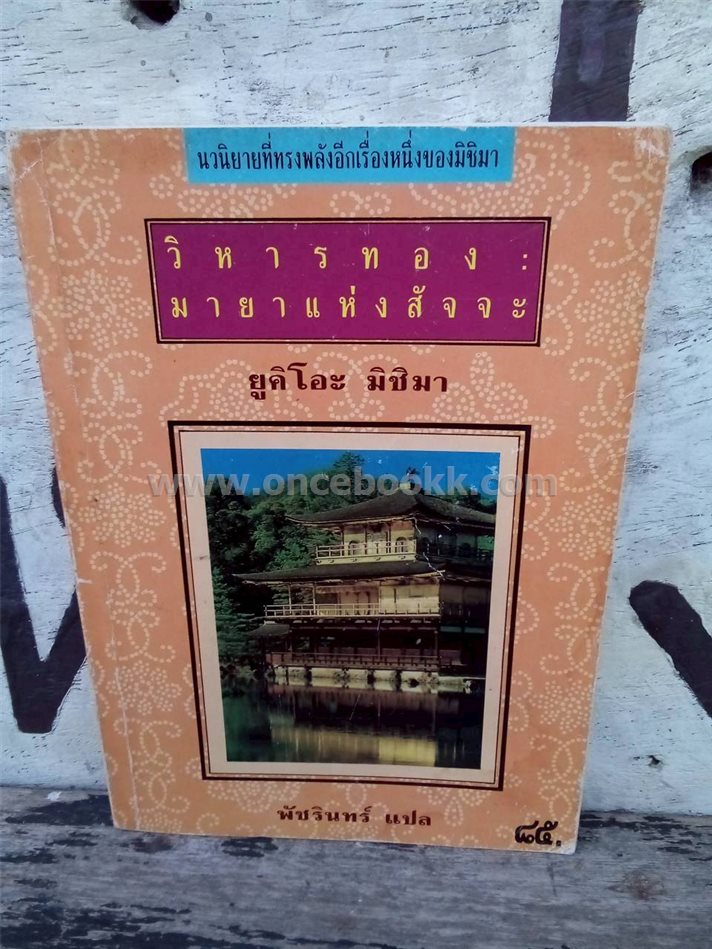 นวนิยายที่ทรงพลังอีกเรื่องหนึ่งของมิชิมา
วิหารทอง :
มายาแห่งสัจจะ
ยูคิโอะ มิชิมา
www.oncebookk.com
พัชรินทร์ แปล
๘๕.